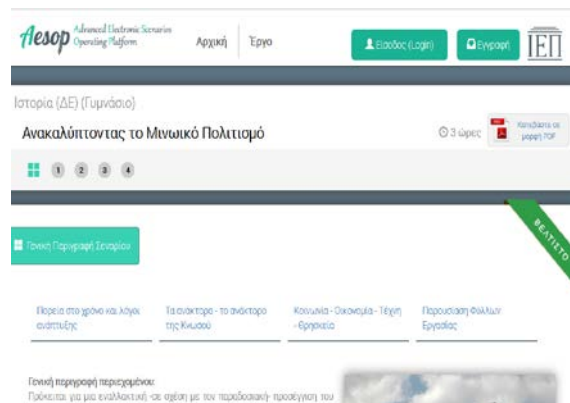 Aesop Advanced Electronic Scenarios
Operating Platform
Αρχική
Έργο
Είσοδος (Login)
Εγγραφή
ΙΕΠ
Ιστορία (ΔΕ) (Γυμνάσιο)
Ανακαλύπτοντας το Μινωικό Πολιτισμό
3 ώρες
Κατεβάστε σε
μορφή PDF
1 2 3 4
ΒΕΛΤΙΣΤΟ
Γενική Περιγραφή Σεναρίου
Πορεία στο χρόνο και λόγοι
ανάπτυξης
Τα ανάκτορα - το ανάκτορο
της Κνωσού
Κοινωνία - Οικονομία - Τέχνη
- Θρησκεία
Παρουσίαση Φύλλων
Εργασίας
Γενική περιγραφή περιεχομένου:
Πρόκειται για μια εναλλακτική -σε σχέση με τον παραδοσιακή- προσέγγιση του